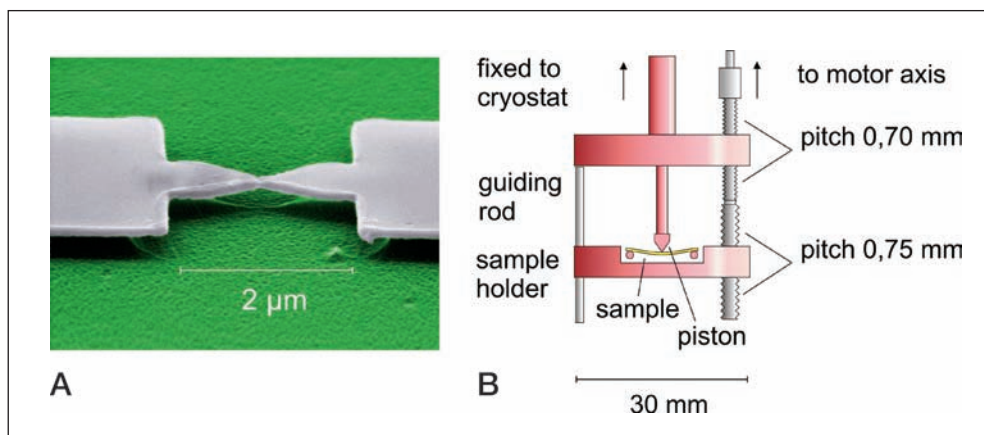 2 µm
A
fixed to
cryostat
to motor axis
pitch 0,70 mm
guiding
rod
pitch 0,75 mm
sample
holder
sample
piston
B
30 mm